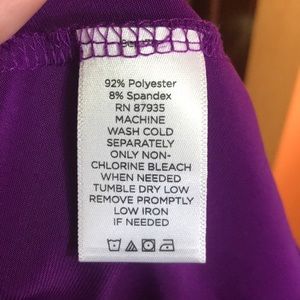 92% Polyester
8% Spandex
RN 87935
MACHINE
WASH COLD
SEPARATELY
ONLY NON-
CHLORINE BLEACH
WHEN NEEDED
TUMBLE DRY LOW
REMOVE PROMPTLY
LOW IRON
IF NEEDED